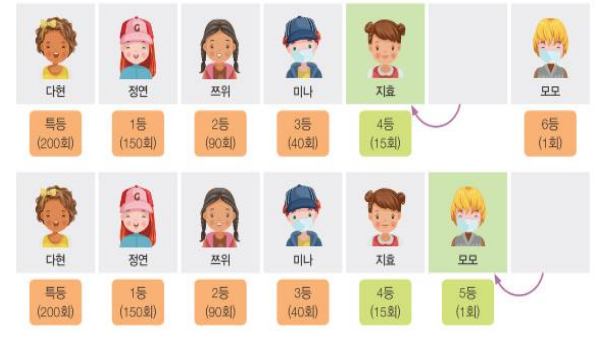 다현 정연 쯔위 미나 지효 모모
특등 1등 2등 3등 4등 6등
(200회) (150회) (90회) (40회) (15회) (1회)
다현 정연 쯔위 미나 지효 모모
특등 1등 2등 3등 4등 5등
(200회) (150회) (90회) (40회) (15회) (1회)